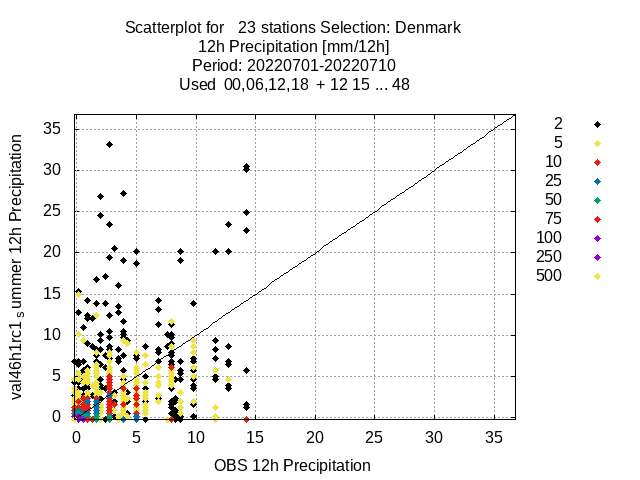 Scatterplot for   23 stations Selection: Denmark
12h Precipitation [mm/12h]
Period: 20220701-20220710
Used  00,06,12,18  + 12 15 ... 48
val46h1rc1 s ummer 12h Precipitation
35
30
25
20
15
10
5
0
0 5 10 15 20 25 30 35
OBS 12h Precipitation
2
5
10
25
50
75
100
250
500